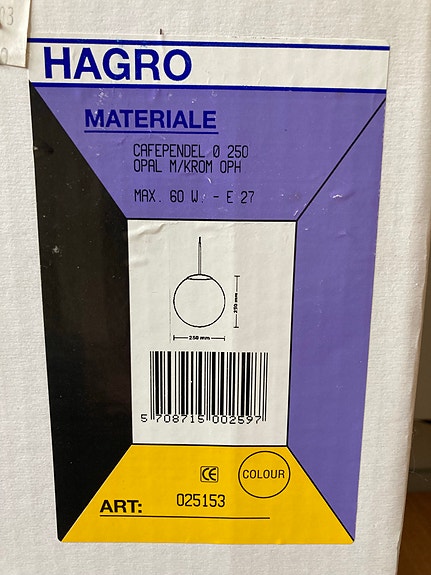 03
HAGRO
MATERIALE
CAFEPENDEL Ø 250
OPAL M/KROM OPH
MAX. 60 W. - E 27
250 mm
250 mm
5 708715 002597
CE
COLOUR
ART: 025153